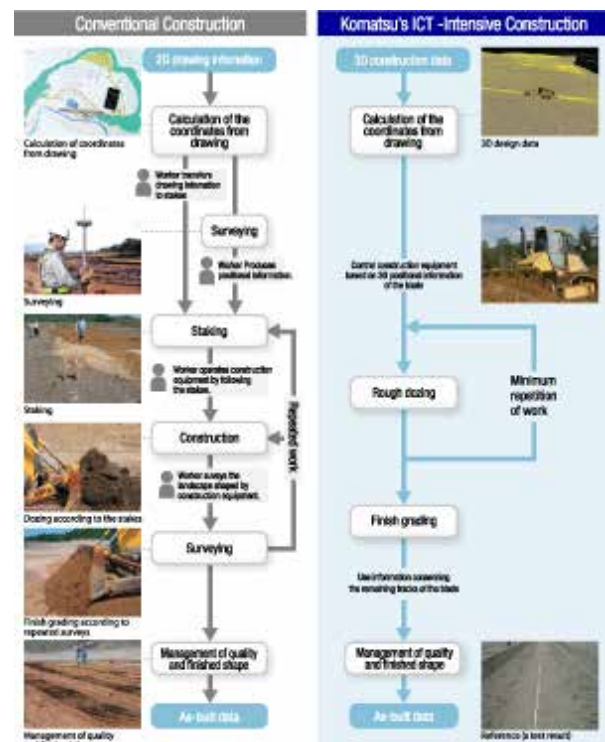 Conventional Construction
2D drawing information
Calculation of the
coordinates from
drawing
Calculation of coordinates
from drawing
Worker transfers
drawing information
to stakes
Surveying
Worker Produces
positional information.
Surveying
Staking
Worker operates construction
equipment by following
the stakes.
Staking
Construction
Repeated work
Worker surveys the
landscape shaped by
construction equipment.
Dozing according to the stakes
Surveying
Finish grading according to
repeated surveys
Management of quality
and finished shape
As-built data
Management of quality
Komatsu's ICT -Intensive Construction
3D construction data
Calculation of the
coordinates from
drawing
3D design data
Control construction equipment
based on 3D positional information
of the blade
Rough dozing
Minimum
repetition
of work
Finish grading
Use information concerning
the remaining tracks of the blade
Management of quality
and finished shape
As-built data
Reference (a test result)